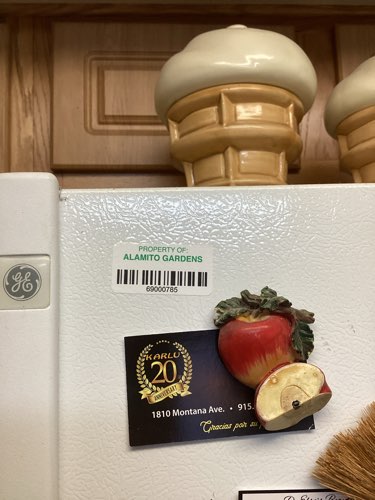 PROPERTY OF:
ALAMITO GARDENS
69000785
GE
KARLU
20
ANNIVERSARY
1810 Montana Ave. • 915.
Gracias por su